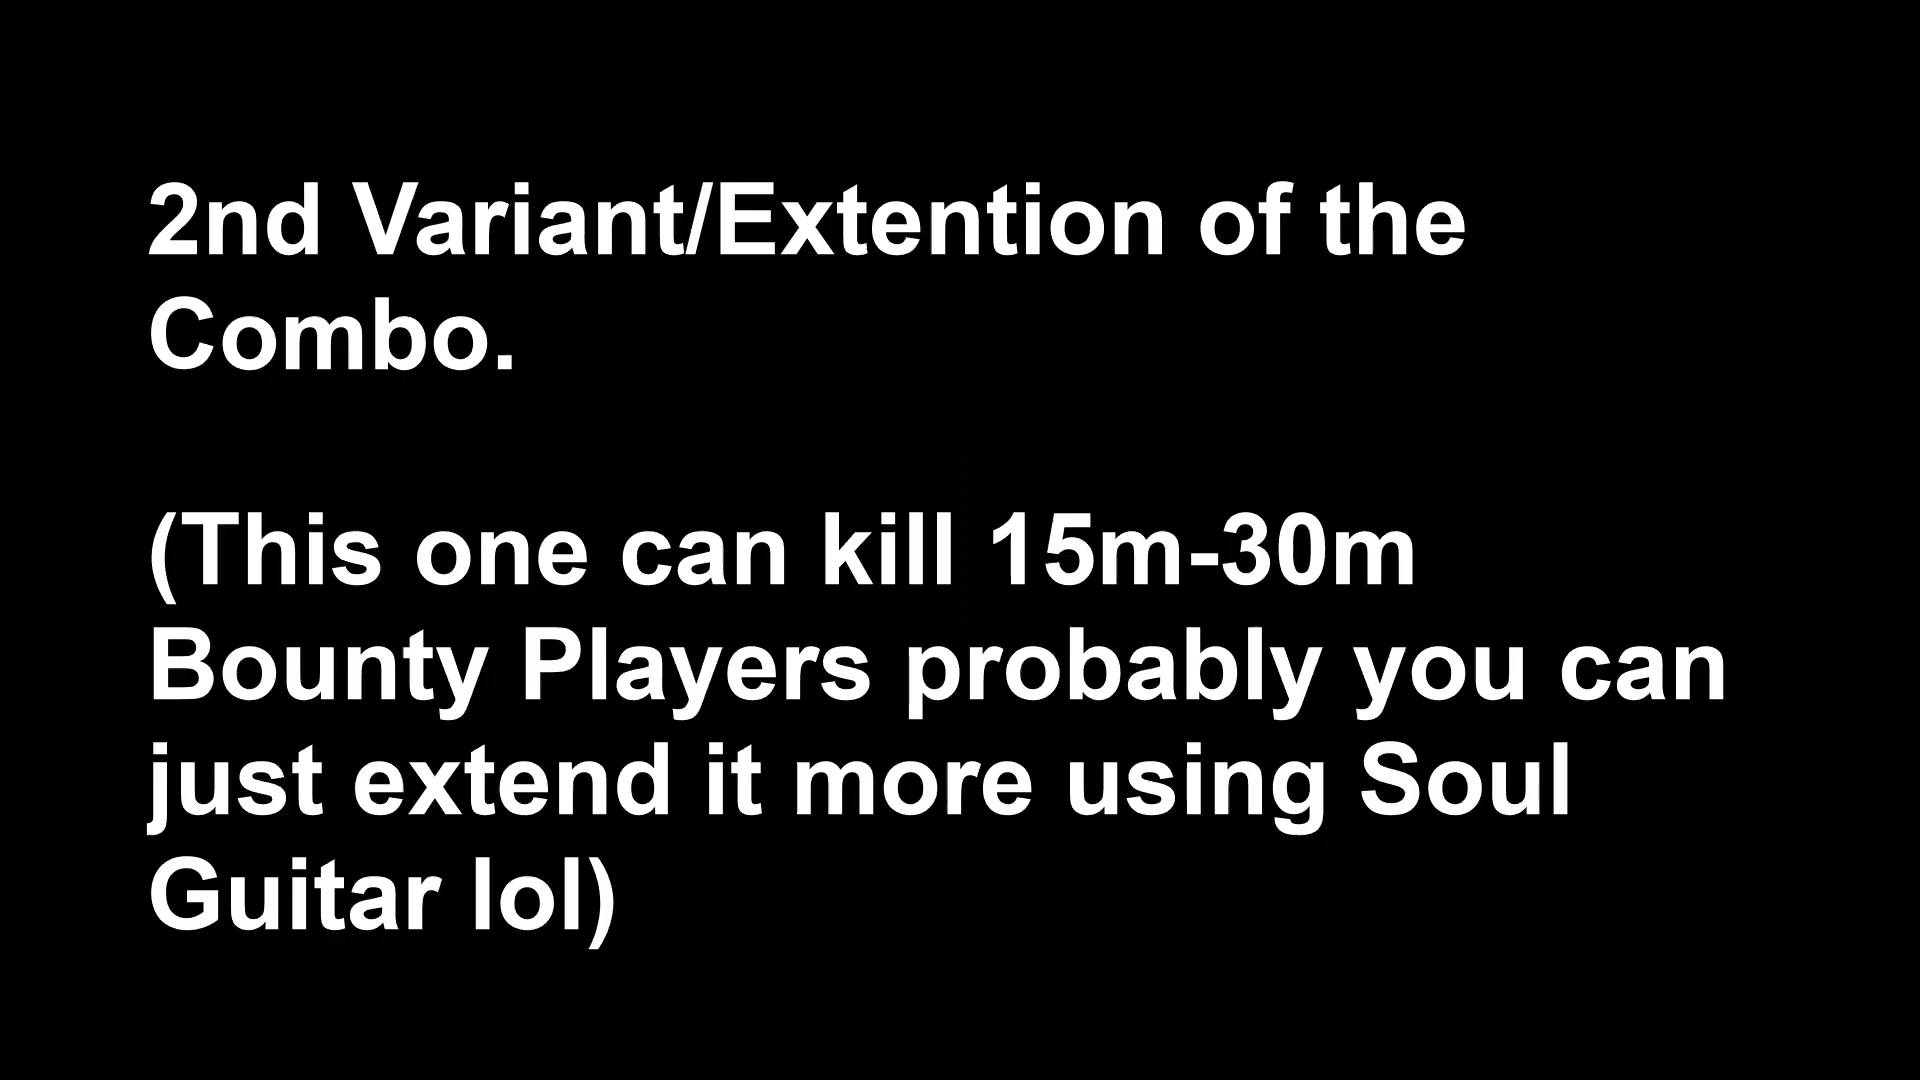 2nd Variant/Extention of the
Combo.
(This one can kill 15m-30m
Bounty Players probably you can
just extend it more using Soul
Guitar lol)